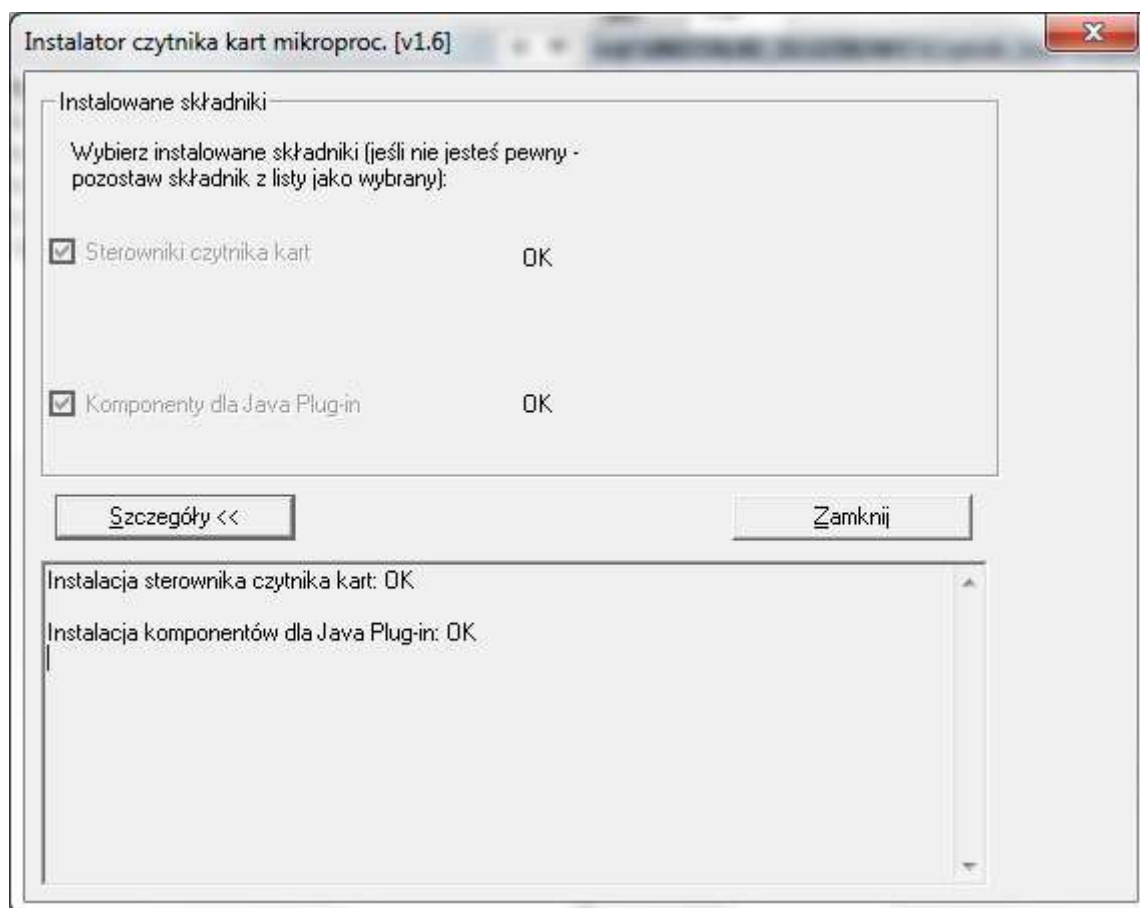 Instalator czytnika kart mikroproc. [v1.6]
Instalowane składniki
Wybierz instalowane składniki (jeśli nie jesteś pewny -
pozostaw składnik z listy jako wybrany):
Sterowniki czytnika kart OK
Komponenty dla Java Plug-in OK
Szczegóły << Zamknij
Instalacja sterownika czytnika kart: OK
Instalacja komponentów dla Java Plug-in: OK